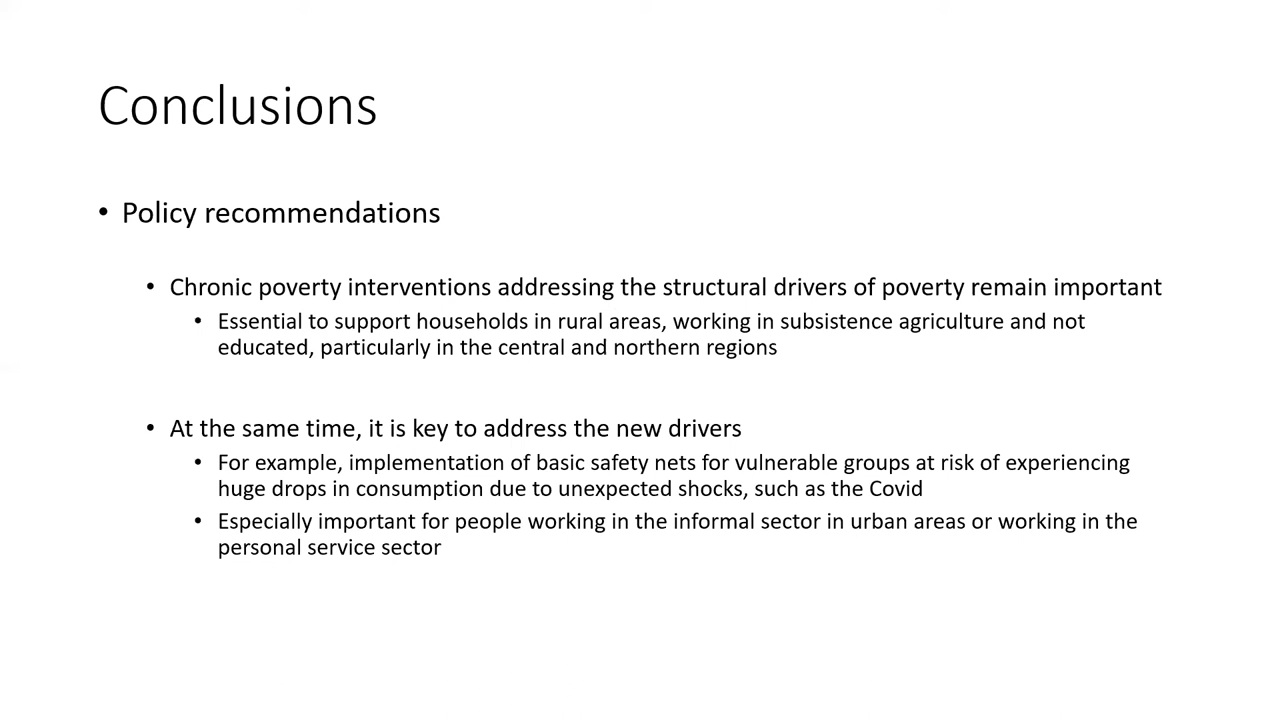 Conclusions
• Policy recommendations
• Chronic poverty interventions addressing the structural drivers of poverty remain important
• Essential to support households in rural areas, working in subsistence agriculture and not
educated, particularly in the central and northern regions
• At the same time, it is key to address the new drivers
• For example, implementation of basic safety nets for vulnerable groups at risk of experiencing
huge drops in consumption due to unexpected shocks, such as the Covid
• Especially important for people working in the informal sector in urban areas or working in the
personal service sector